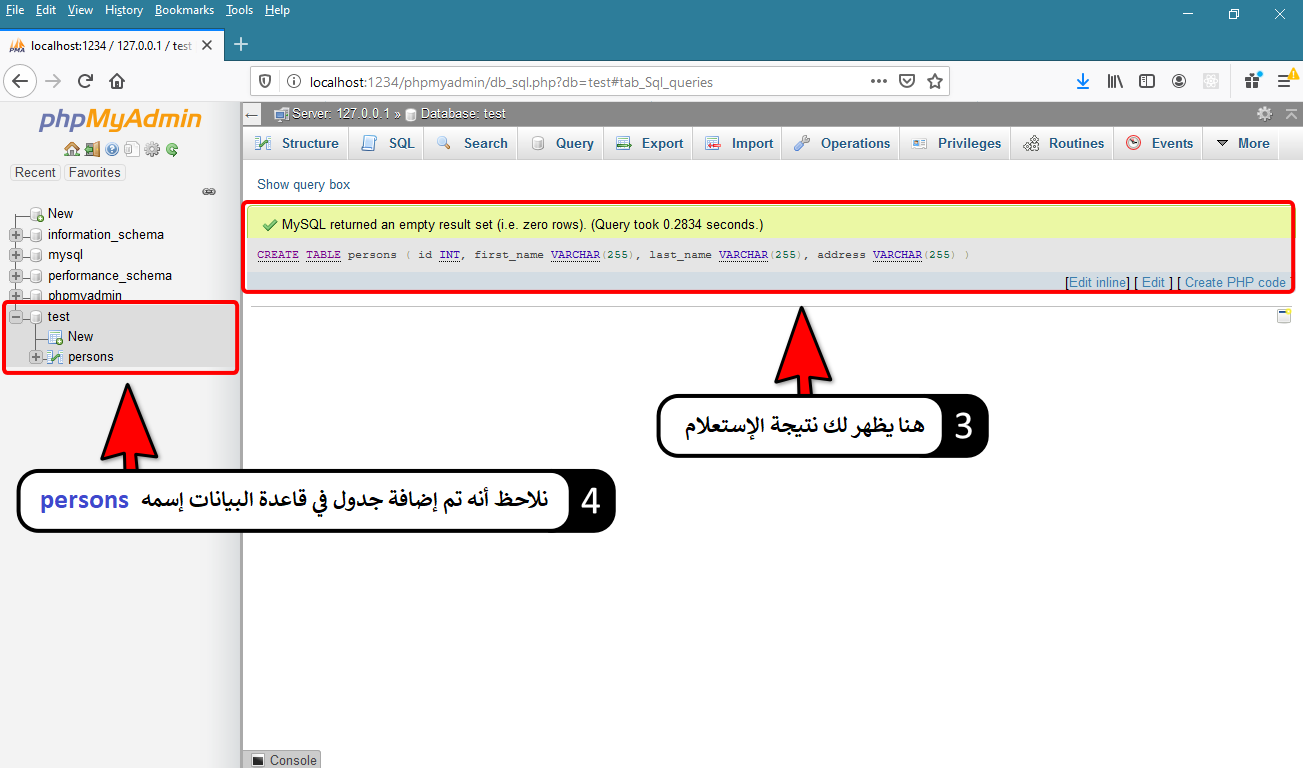 File Edit View History Bookmarks Tools Help
localhost:1234 / 127.0.0.1 / test
localhost:1234/phpmyadmin/db_sql.php?db=test#tab_Sql_queries
phpMyAdmin
Recent Favorites
New
information_schema
mysql
performance_schema
phpmyadmin
test
New
persons
Server: 127.0.0.1 » Database: test
Structure SQL Search Query Export Import Operations Privileges Routines Events More
Show query box
MySQL returned an empty result set (i.e. zero rows). (Query took 0.2834 seconds.)
CREATE TABLE persons ( id INT, first_name VARCHAR(255), last_name VARCHAR(255), address VARCHAR(255) )
[Edit inline] [ Edit ] [ Create PHP code ]
3 هنا يظهر لك نتيجة الإستعلام
4 نلاحظ أنه تم إضافة جدول في قاعدة البيانات إسمه persons
Console